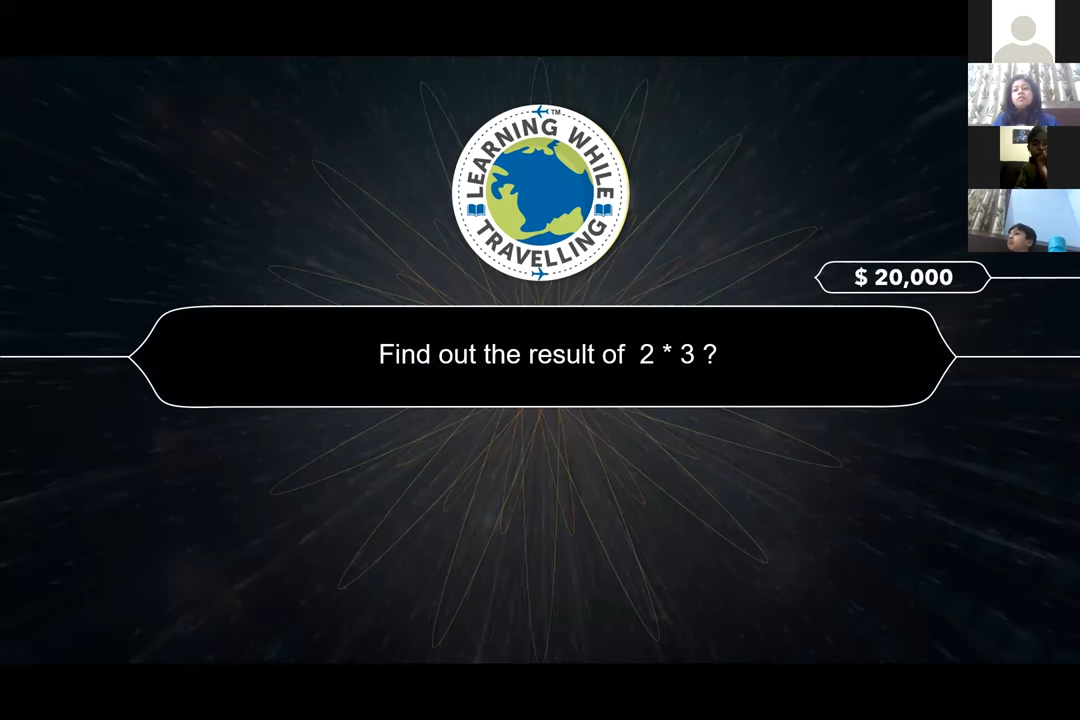 LEARNING WHILE
TRAVELLING
TM
$ 20,000
Find out the result of 2 * 3 ?